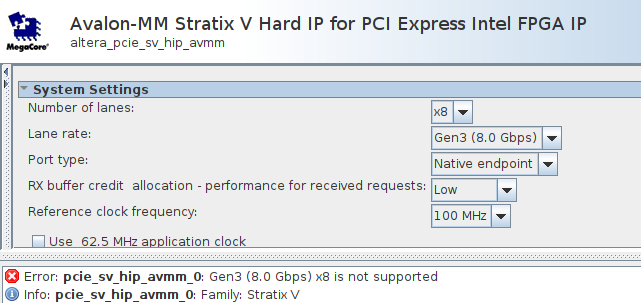 Avalon-MM Stratix V Hard IP for PCI Express Intel FPGA IP
MegaCore®
altera_pcie_sv_hip_avmm
System Settings
Number of lanes: x8
Lane rate: Gen3 (8.0 Gbps)
Port type: Native endpoint
RX buffer credit allocation - performance for received requests: Low
Reference clock frequency: 100 MHz
Use 62.5 MHz application clock
Error: pcie_sv_hip_avmm_0: Gen3 (8.0 Gbps) x8 is not supported
Info: pcie_sv_hip_avmm_0: Family: Stratix V